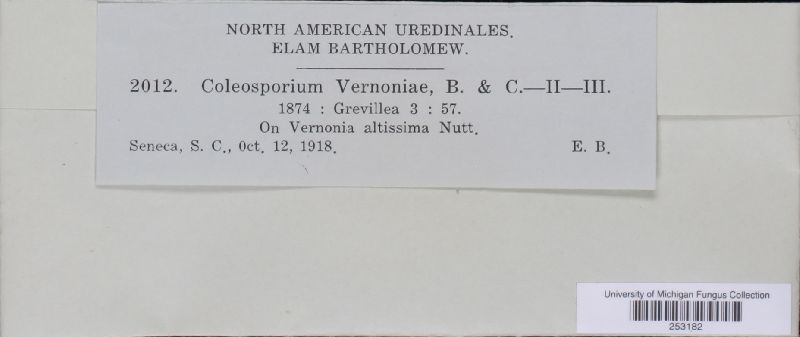 NORTH AMERICAN UREDINALES.
ELAM BARTHOLOMEW.
2012. Coleosporium Vernoniae, B. & C.—II—III.
1874 : Grevillea 3 : 57.
On Vernonia altissima Nutt.
Seneca, S. C., Oct. 12, 1918. E. B.
University of Michigan Fungus Collection
253182